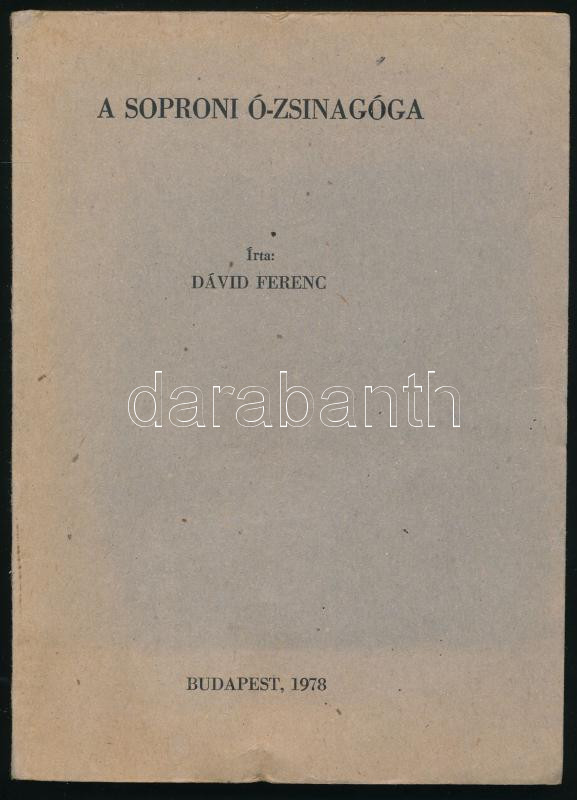 A SOPRONI Ó-ZSINAGÓGA
Írta:
DÁVID FERENC
darabanth
BUDAPEST, 1978